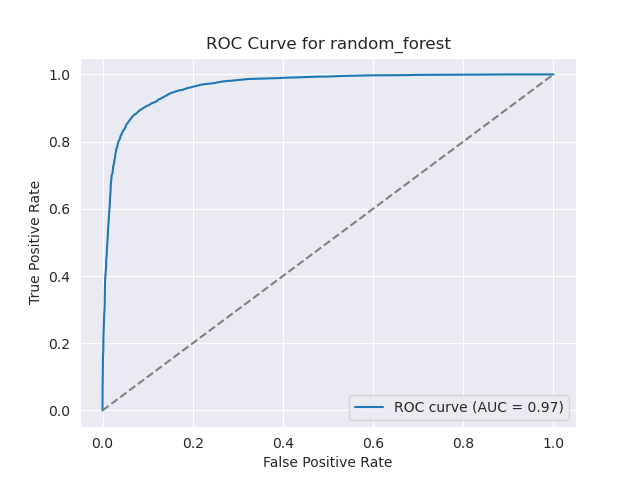 ROC Curve for random_forest
True Positive Rate
1.0
0.8
0.6
0.4
0.2
0.0
ROC curve (AUC = 0.97)
0.0 0.2 0.4 0.6 0.8 1.0
False Positive Rate